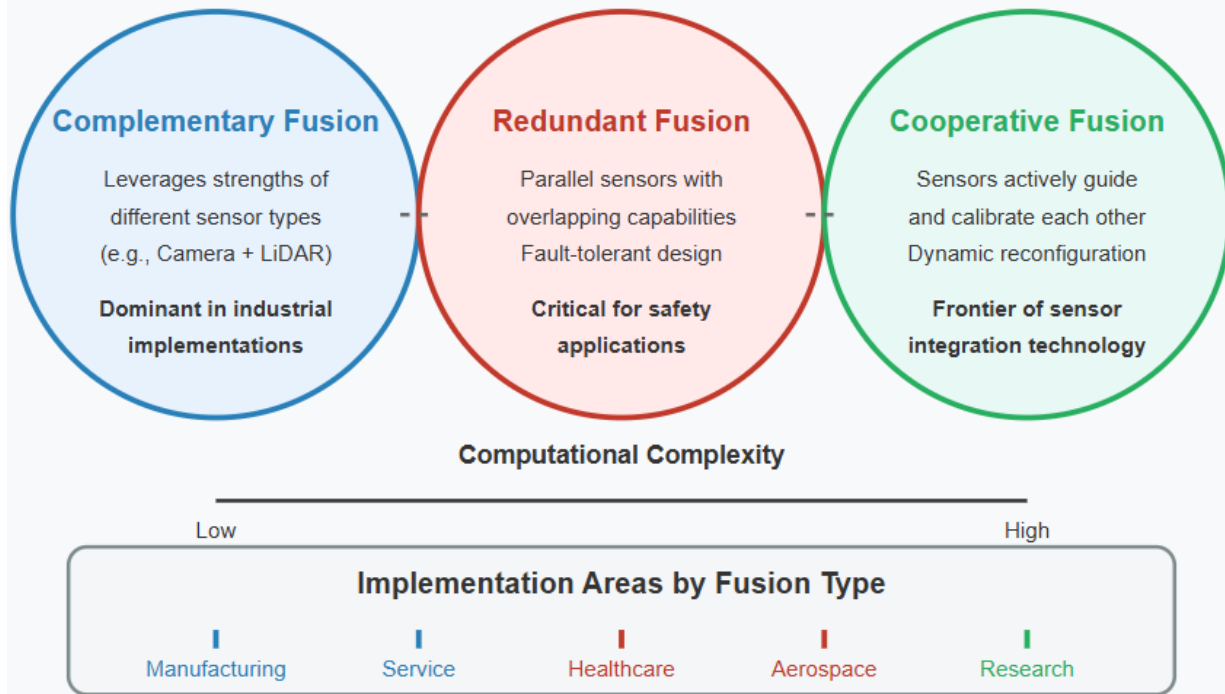 Complementary Fusion
Leverages strengths of
different sensor types
(e.g., Camera + LiDAR)
Dominant in industrial
implementations
Redundant Fusion
Parallel sensors with
overlapping capabilities
Fault-tolerant design
Critical for safety
applications
Cooperative Fusion
Sensors actively guide
and calibrate each other
Dynamic reconfiguration
Frontier of sensor
integration technology
Computational Complexity
Low
High
Implementation Areas by Fusion Type
Manufacturing
Service
Healthcare
Aerospace
Research